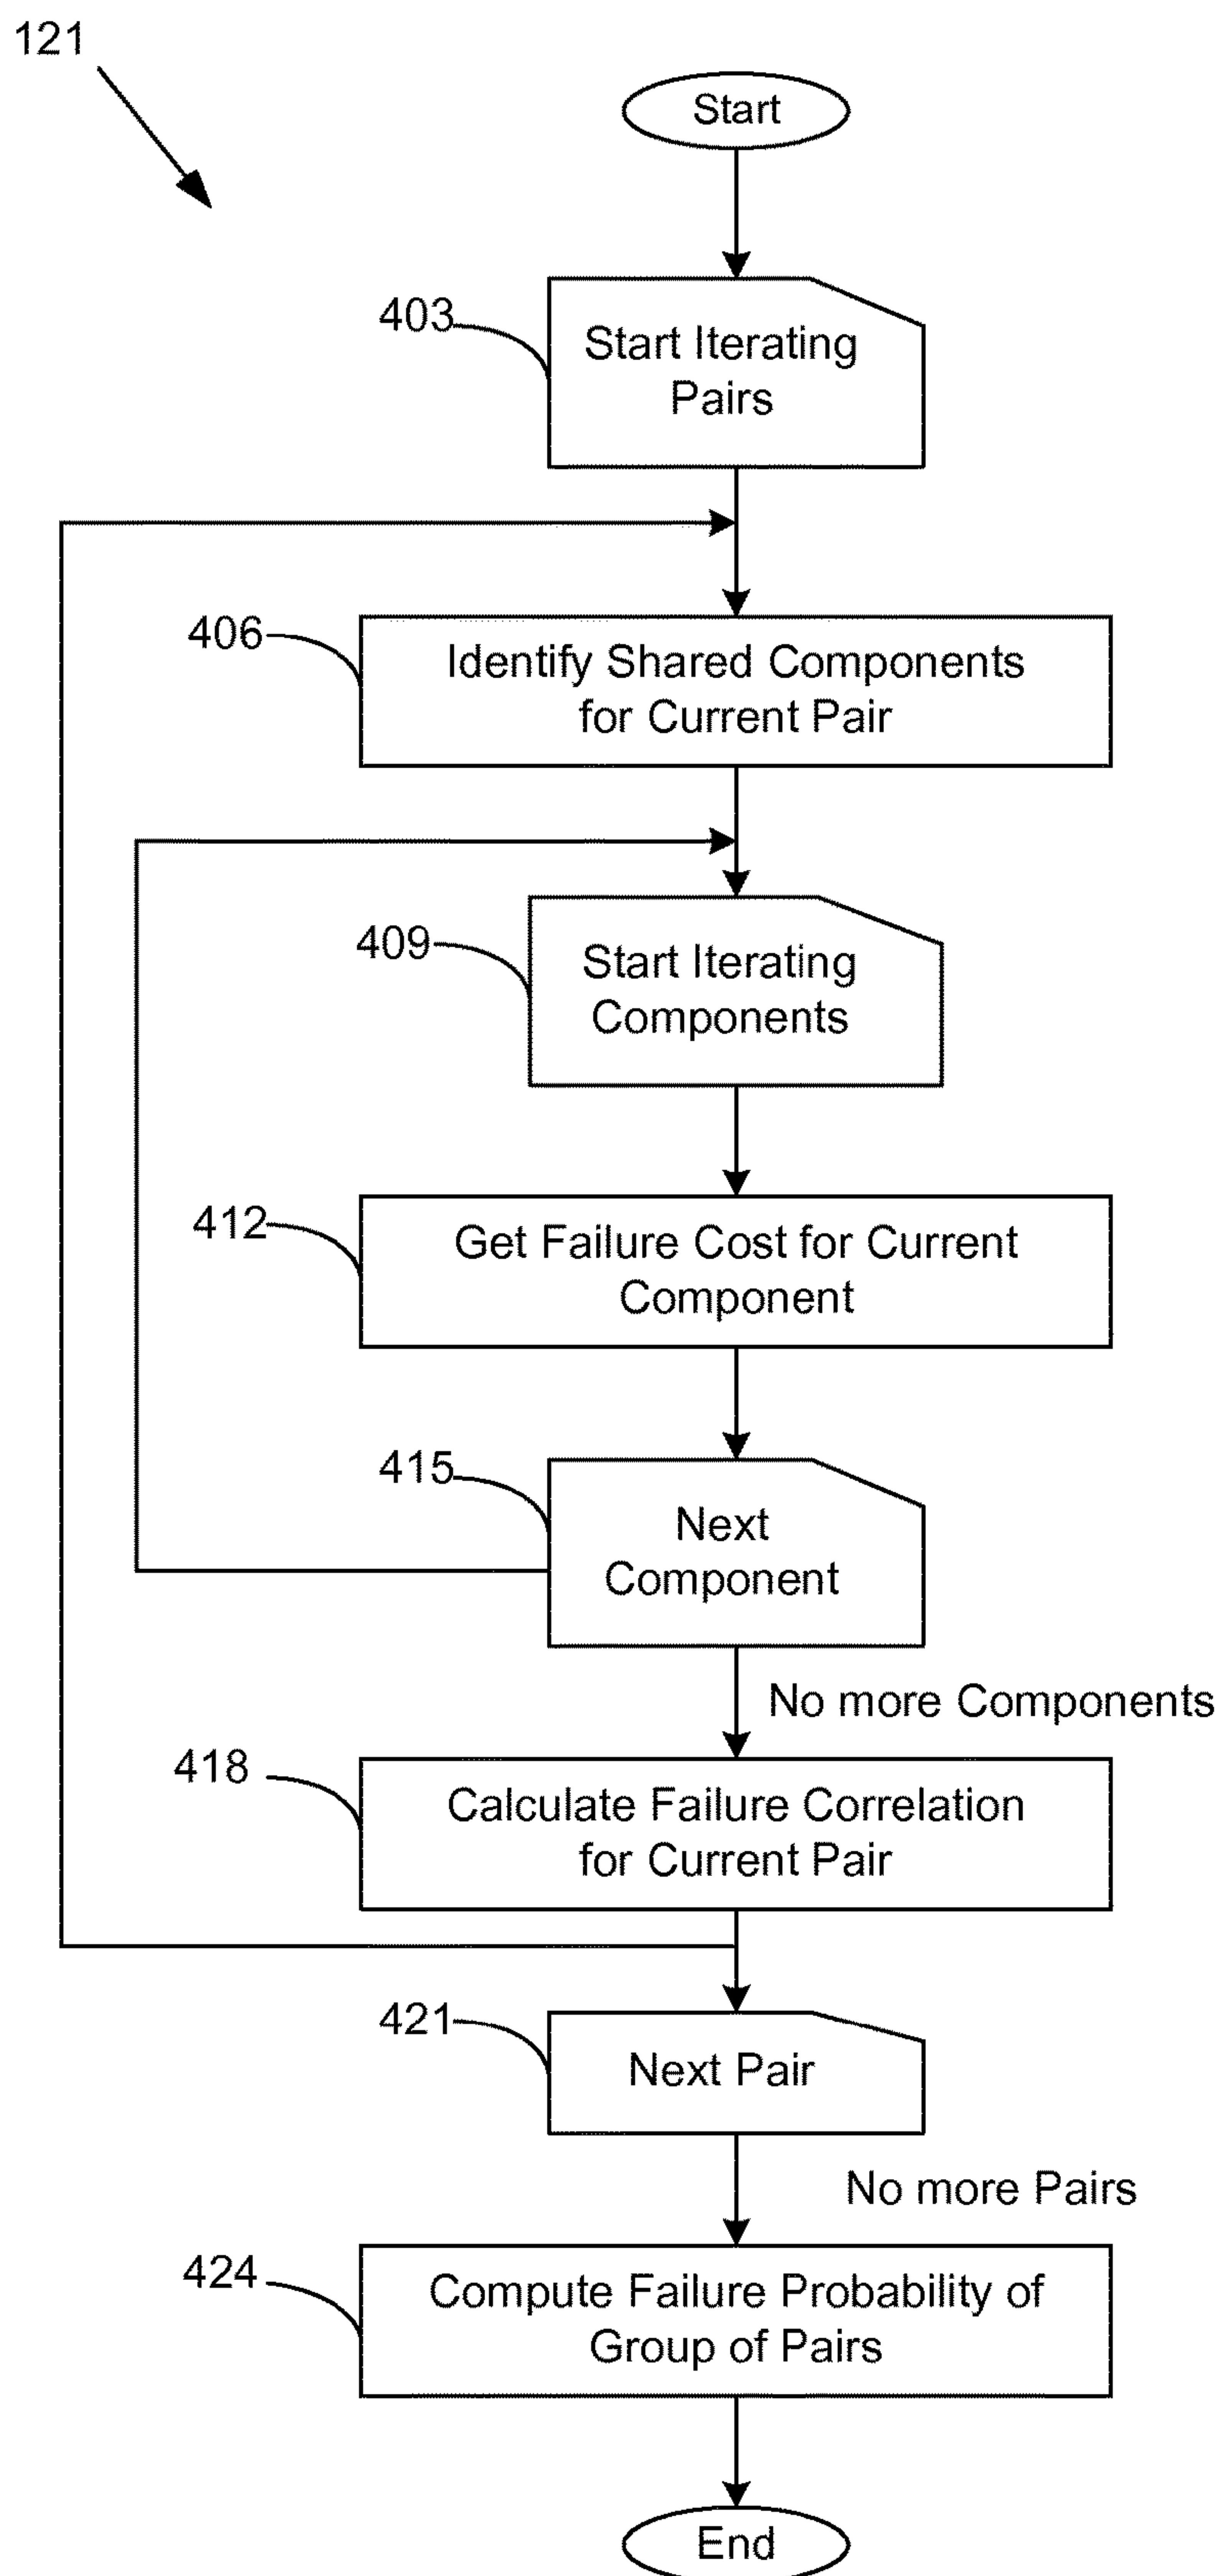 121
Start
403
Start Iterating
Pairs
406
Identify Shared Components
for Current Pair
409
Start Iterating
Components
412
Get Failure Cost for Current
Component
415
Next
Component
No more Components
418
Calculate Failure Correlation
for Current Pair
421
Next Pair
No more Pairs
424
Compute Failure Probability of
Group of Pairs
End